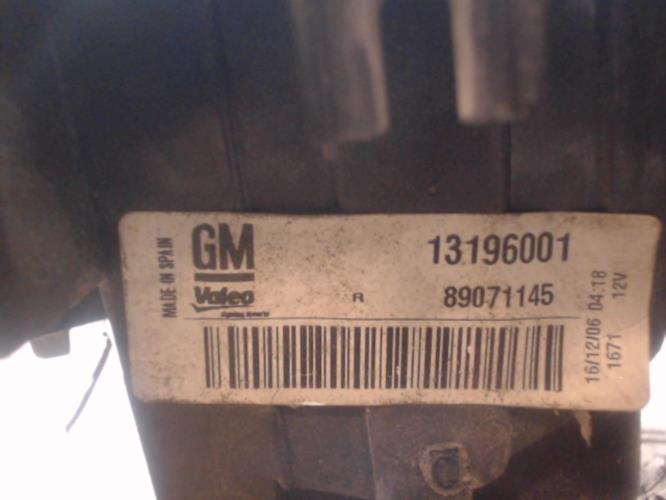 MADE IN SPAIN
GM
13196001
Valeo
R
89071145
16/12/06 04:18
1671 12V